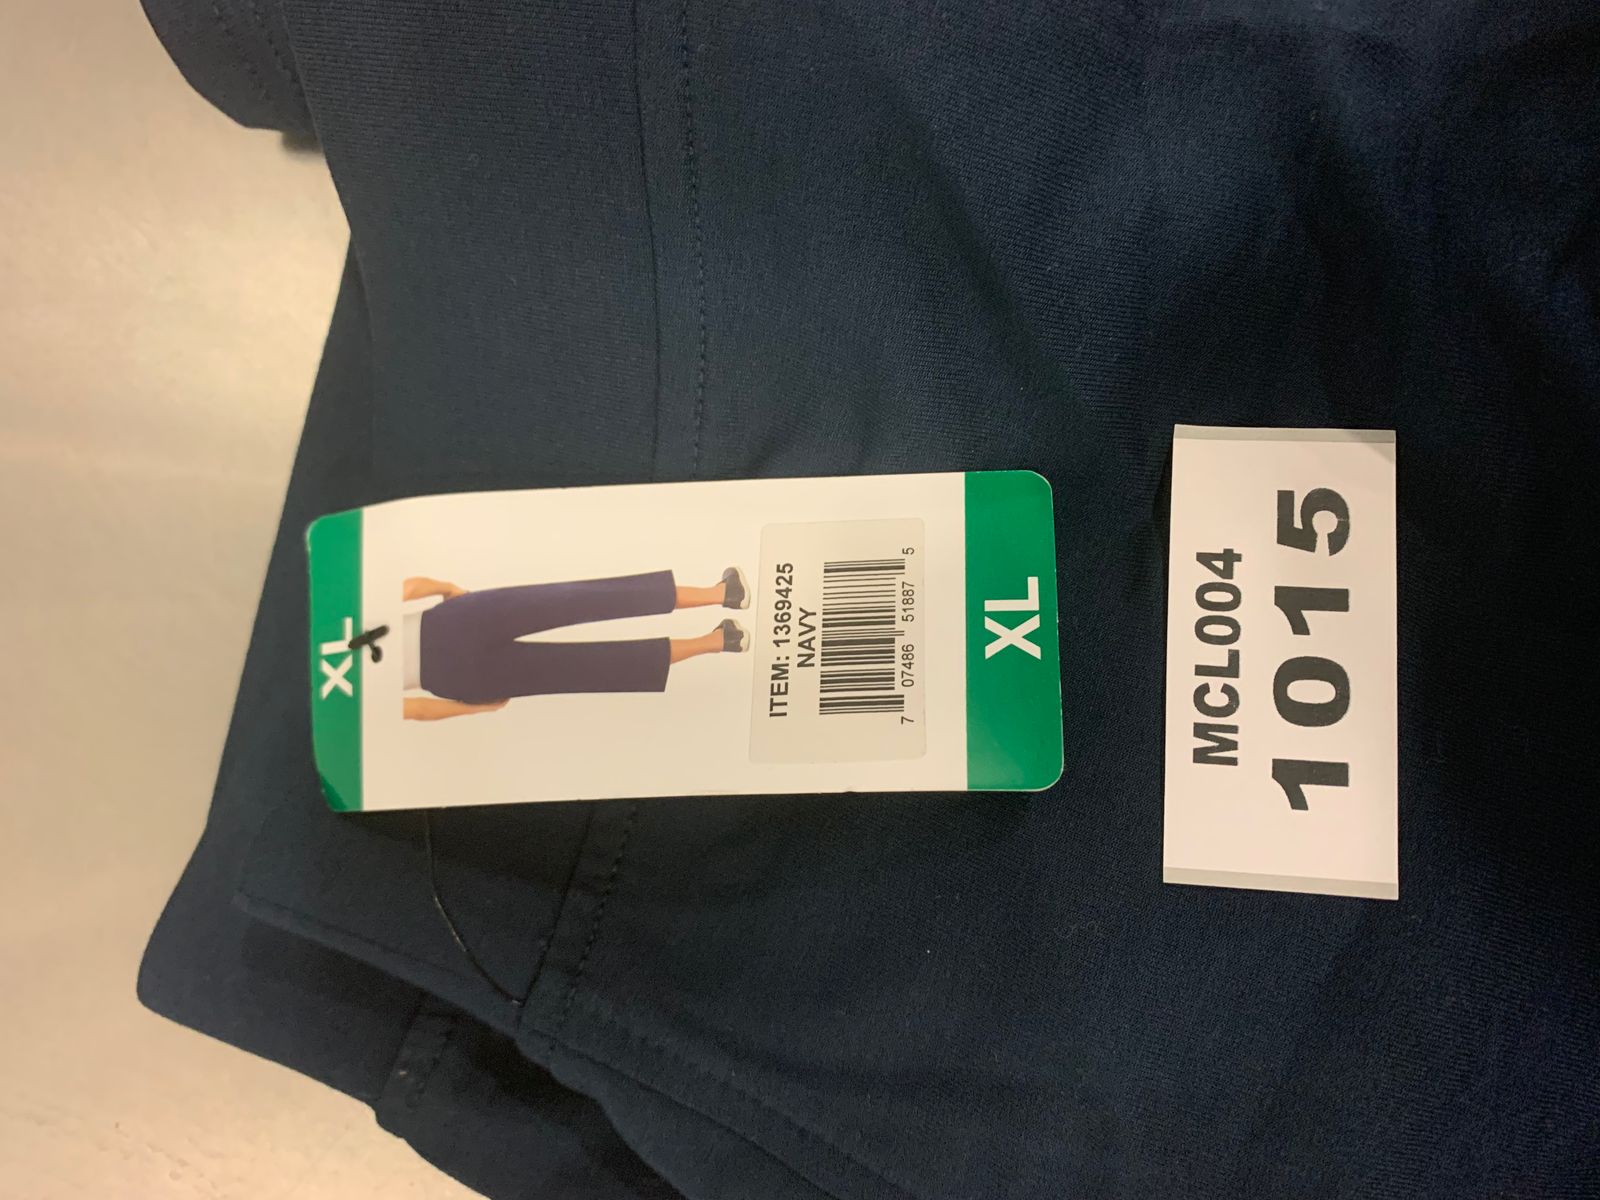 XL
ITEM: 1369425
NAVY
7 07486 51887 5
XL
MCL004
1015